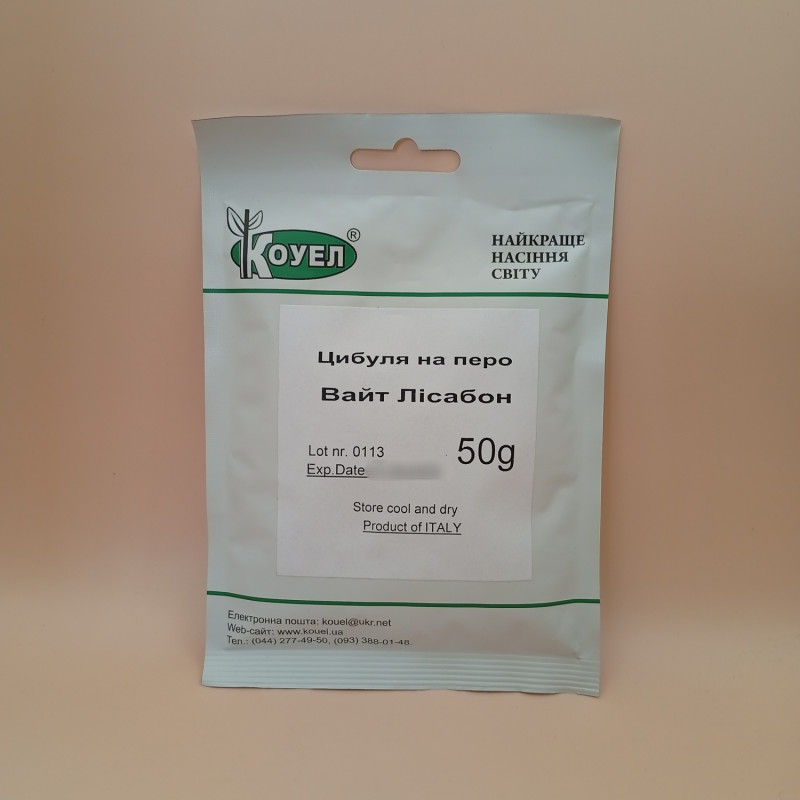 КОУЕЛ ®
НАЙКРАЩЕ
НАСІННЯ
СВІТУ
Цибуля на перо
Вайт Лісабон
Lot nr. 0113
50g
Exp.Date
Store cool and dry
Product of ITALY
Електронна пошта: kouel@ukr.net
Web-сайт: www.kouel.ua
Тел.: (044) 277-49-50, (093) 388-01-48.